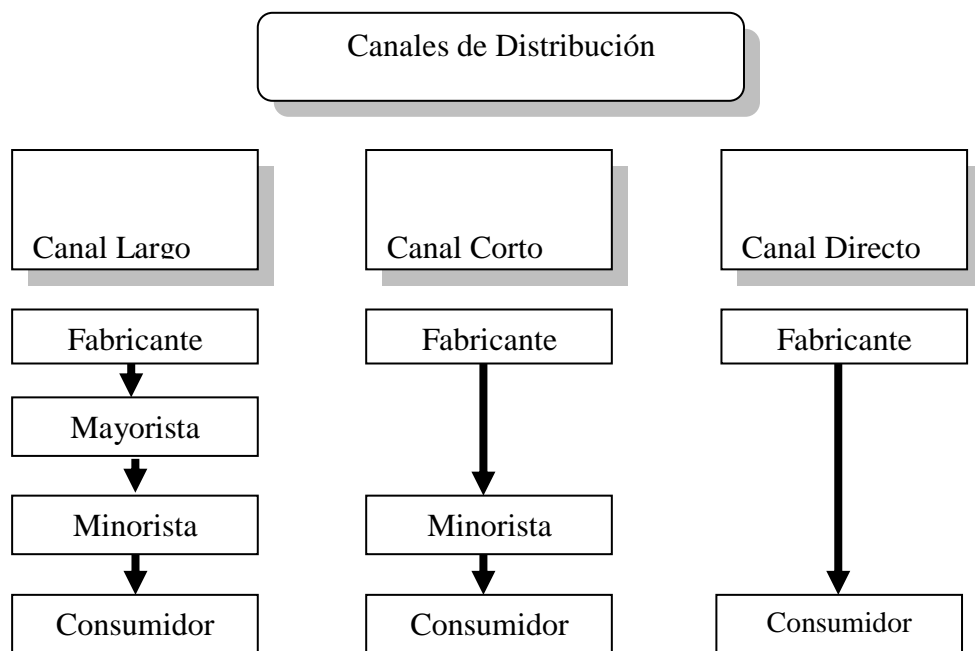 Canales de Distribución
Canal Largo
Canal Corto
Canal Directo
Fabricante
Fabricante
Fabricante
Mayorista
Minorista
Minorista
Consumidor
Consumidor
Consumidor